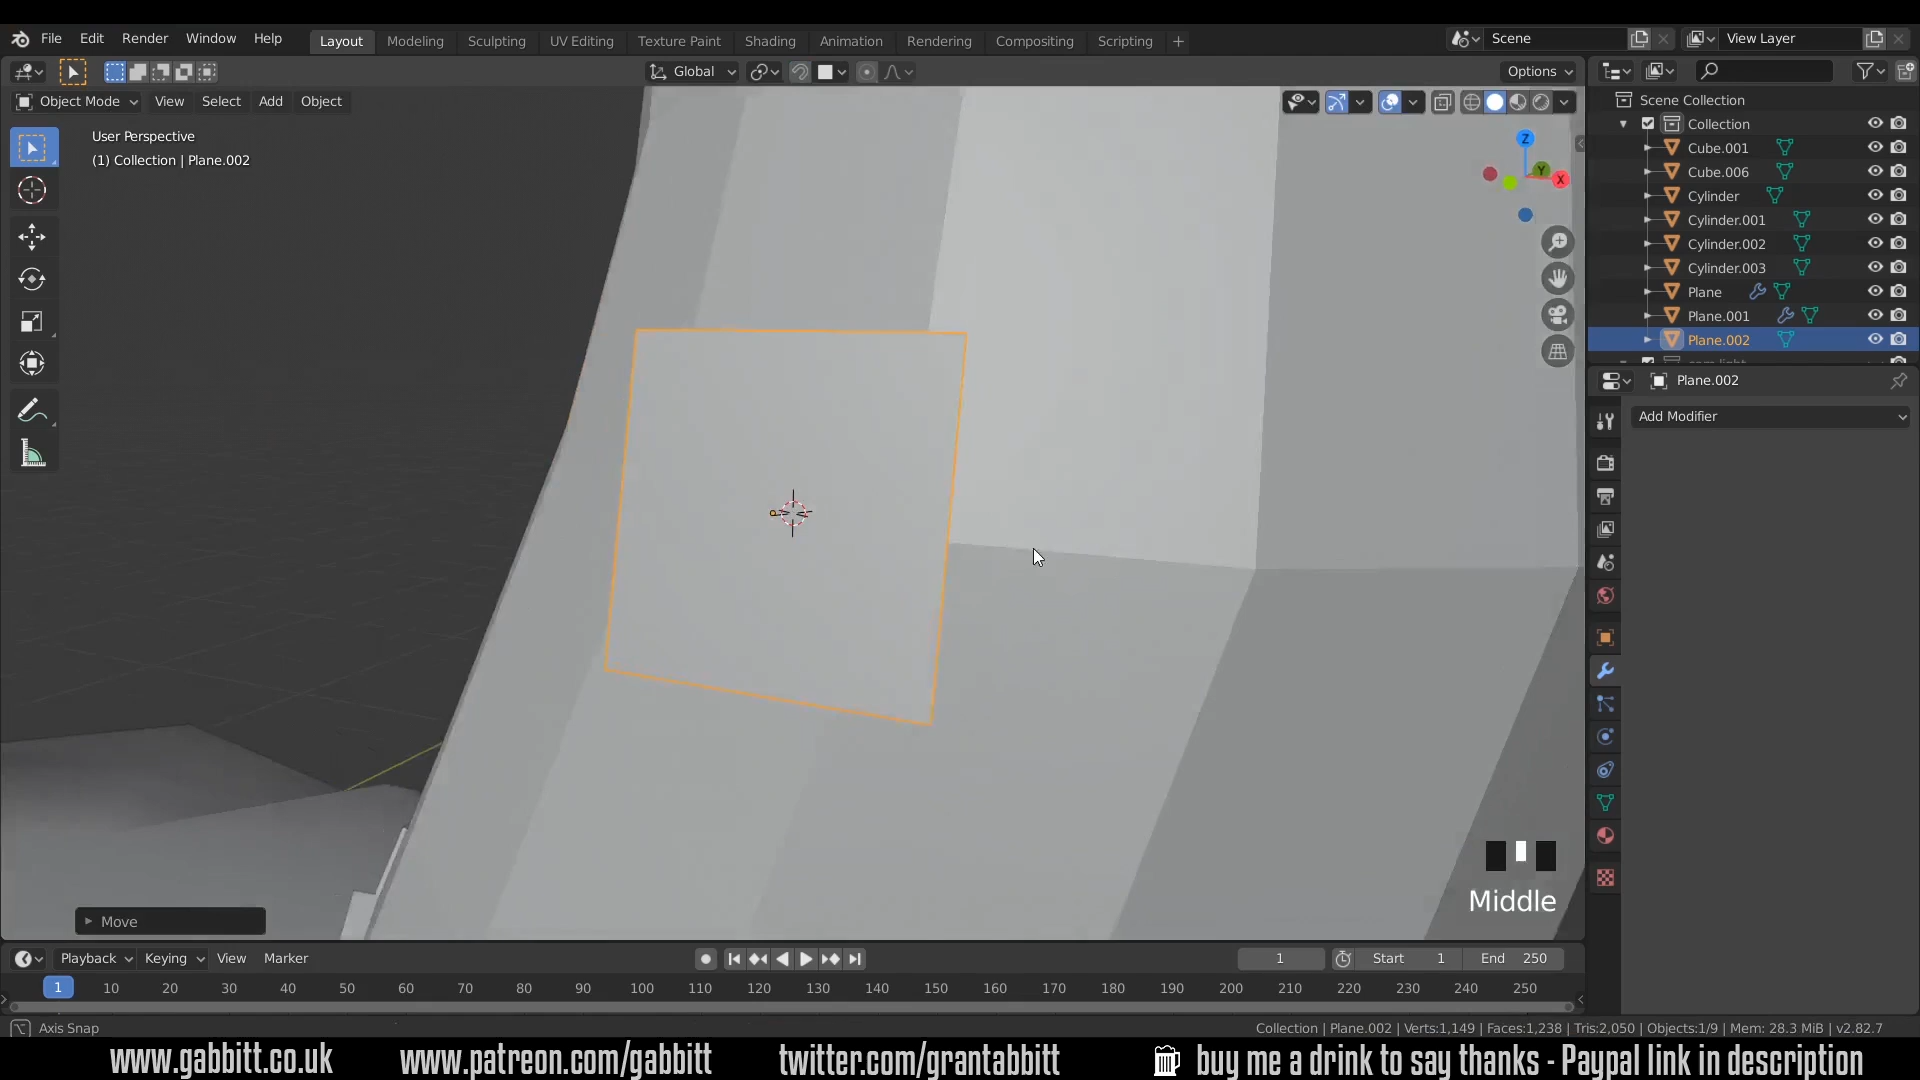 File Edit Render Window Help Layout Modeling Sculpting UV Editing Texture Paint Shading Animation Rendering Compositing Scripting + Scene View Layer
Global Options
Object Mode View Select Add Object
User Perspective
(1) Collection | Plane.002
Z
Y
X
Scene Collection
Collection
Cube.001
Cube.006
Cylinder
Cylinder.001
Cylinder.002
Cylinder.003
Plane
Plane.001
Plane.002
Plane.002
Add Modifier
Middle
Move
Playback Keying View Marker 1 Start 1 End 250
1 10 20 30 40 50 60 70 80 90 100 110 120 130 140 150 160 170 180 190 200 210 220 230 240 250
Axis Snap Collection | Plane.002 | Verts:1,149 | Faces:1,238 | Tris:2,050 | Objects:1/9 | Mem: 28.3 MiB | v2.82.7
www.gabbitt.co.uk www.patreon.com/gabbitt twitter.com/grantabbitt buy me a drink to say thanks - Paypal link in description